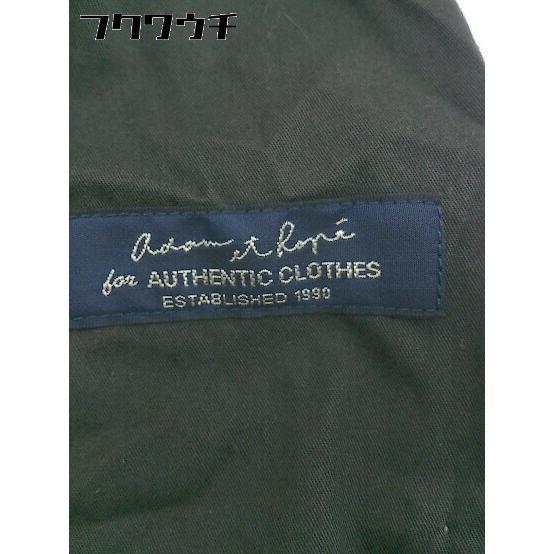 フクワウチ
Adam et Ropé
for AUTHENTIC CLOTHES
ESTABLISHED 1990